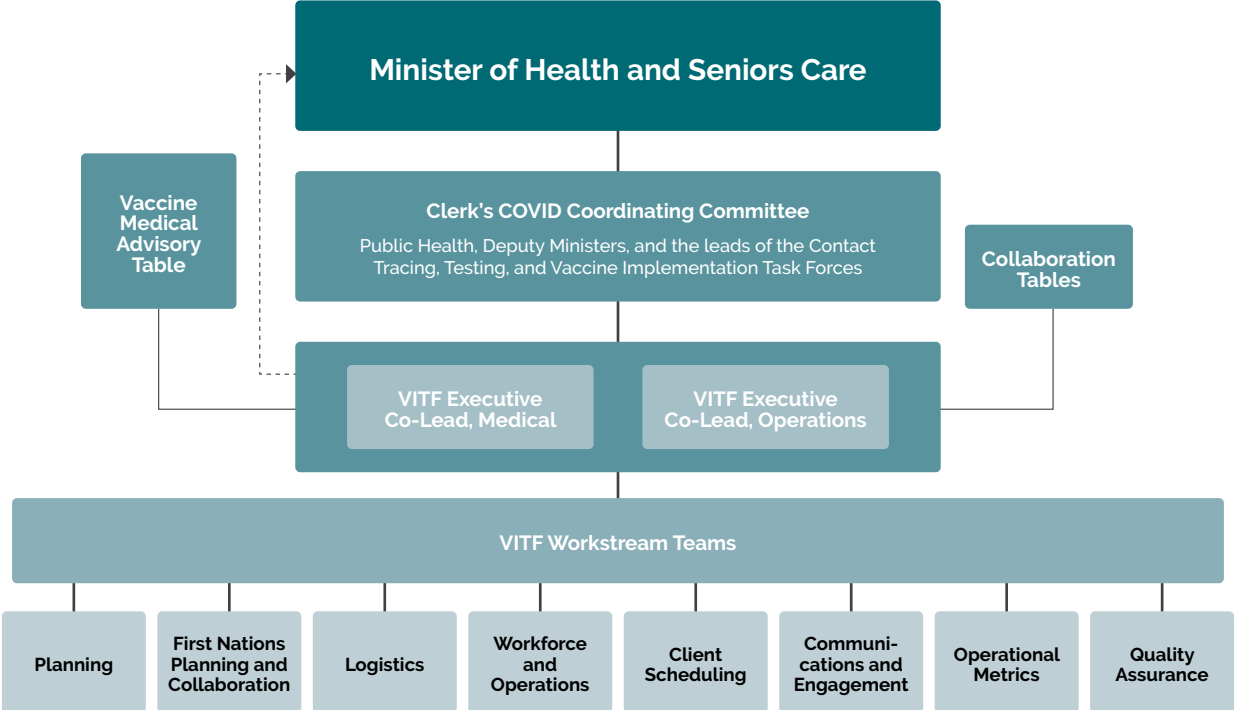 Minister of Health and Seniors Care
Vaccine
Medical
Advisory
Table
Clerk's COVID Coordinating Committee
Public Health, Deputy Ministers, and the leads of the Contact
Tracing, Testing, and Vaccine Implementation Task Forces
Collaboration
Tables
VITF Executive
Co-Lead, Medical
VITF Executive
Co-Lead, Operations
VITF Workstream Teams
Planning
First Nations
Planning and
Collaboration
Logistics
Workforce
and
Operations
Client
Scheduling
Communi-
cations and
Engagement
Operational
Metrics
Quality
Assurance